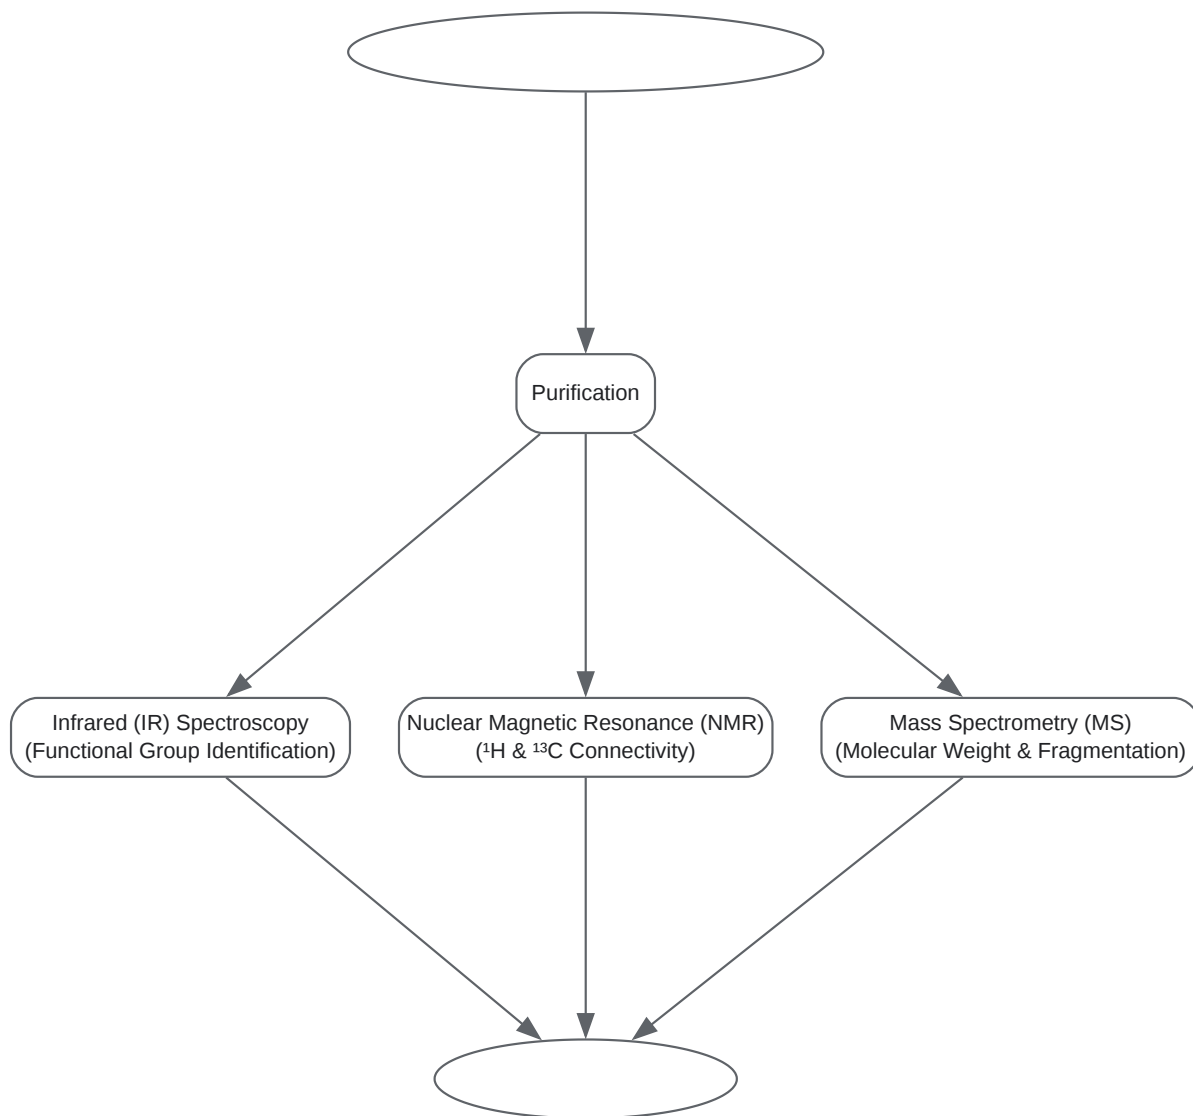 Purification
Infrared (IR) Spectroscopy
(Functional Group Identification)
Nuclear Magnetic Resonance (NMR)
(¹H & ¹³C Connectivity)
Mass Spectrometry (MS)
(Molecular Weight & Fragmentation)